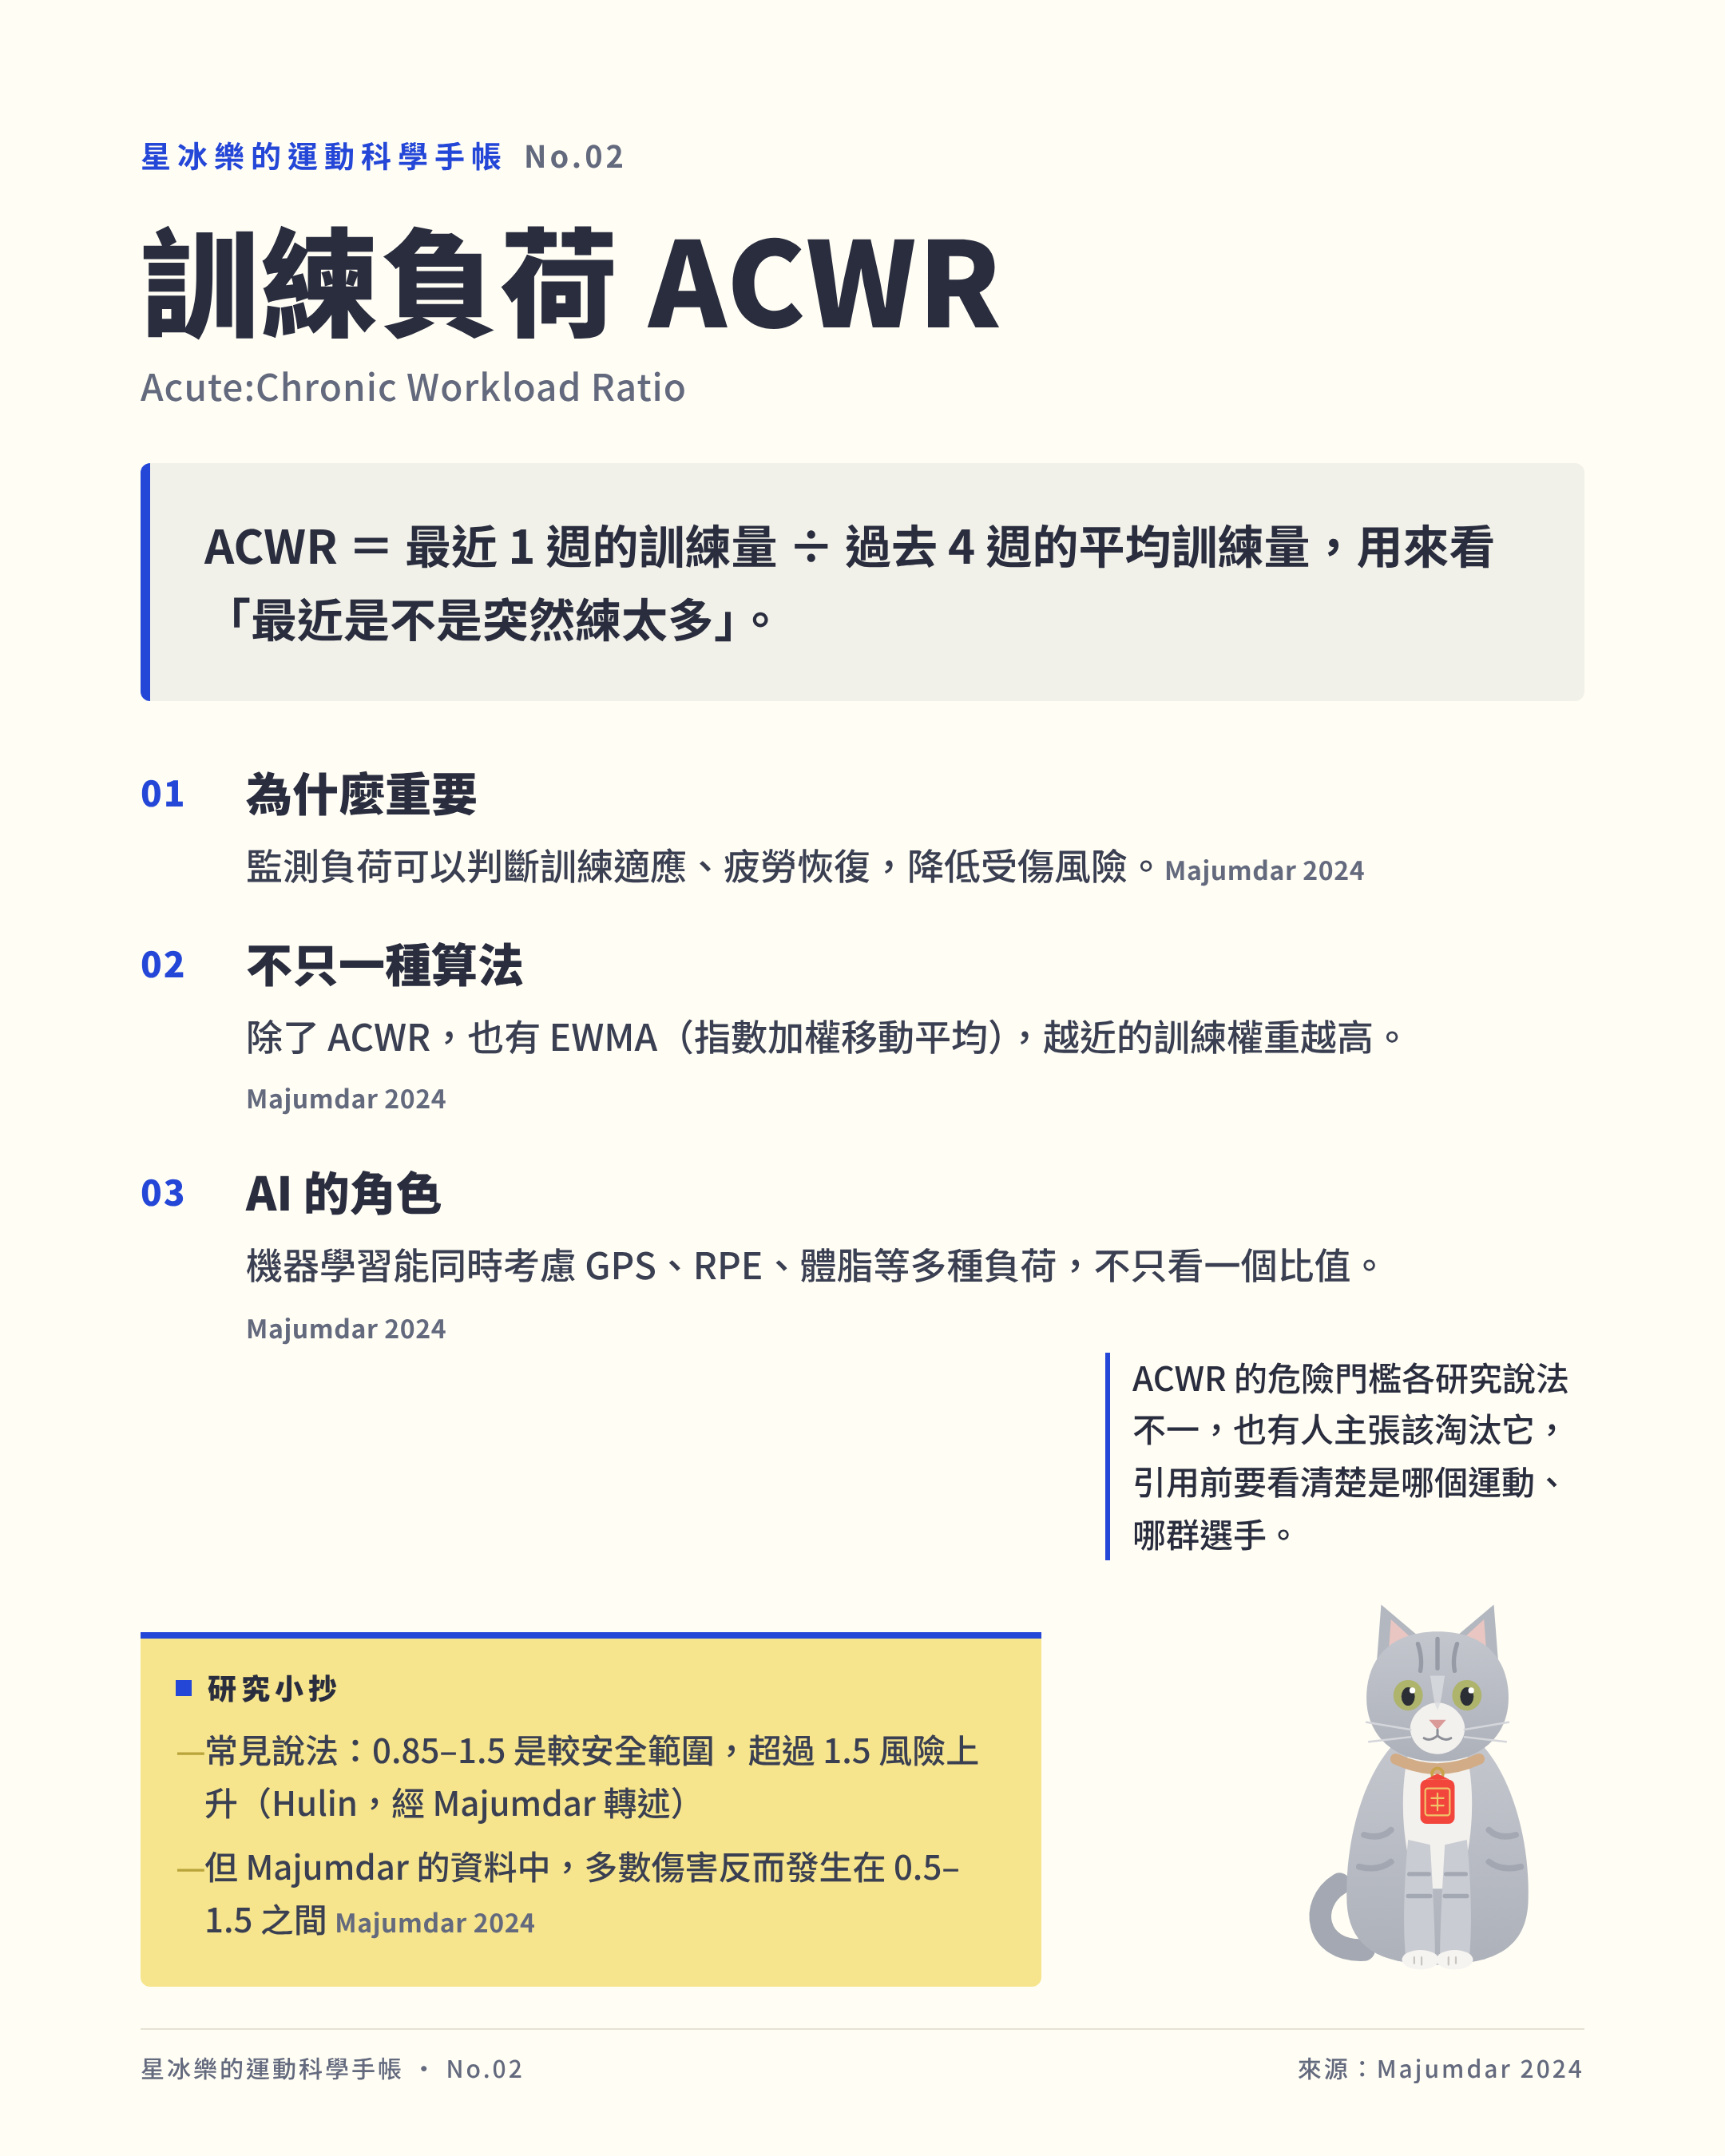 星冰樂的運動科學手帳 No.02
訓練負荷 ACWR
Acute:Chronic Workload Ratio
ACWR ＝ 最近 1 週的訓練量 ÷ 過去 4 週的平均訓練量，用來看
「最近是不是突然練太多」。
01 為什麼重要
監測負荷可以判斷訓練適應、疲勞恢復，降低受傷風險。Majumdar 2024
02 不只一種算法
除了 ACWR，也有 EWMA（指數加權移動平均），越近的訓練權重越高。
Majumdar 2024
03 AI 的角色
機器學習能同時考慮 GPS、RPE、體脂等多種負荷，不只看一個比值。
Majumdar 2024
ACWR 的危險門檻各研究說法
不一，也有人主張該淘汰它，
引用前要看清楚是哪個運動、
哪群選手。
研究小抄
—常見說法：0.85–1.5 是較安全範圍，超過 1.5 風險上
升（Hulin，經 Majumdar 轉述）
—但 Majumdar 的資料中，多數傷害反而發生在 0.5–
1.5 之間 Majumdar 2024
星冰樂的運動科學手帳 · No.02
來源：Majumdar 2024